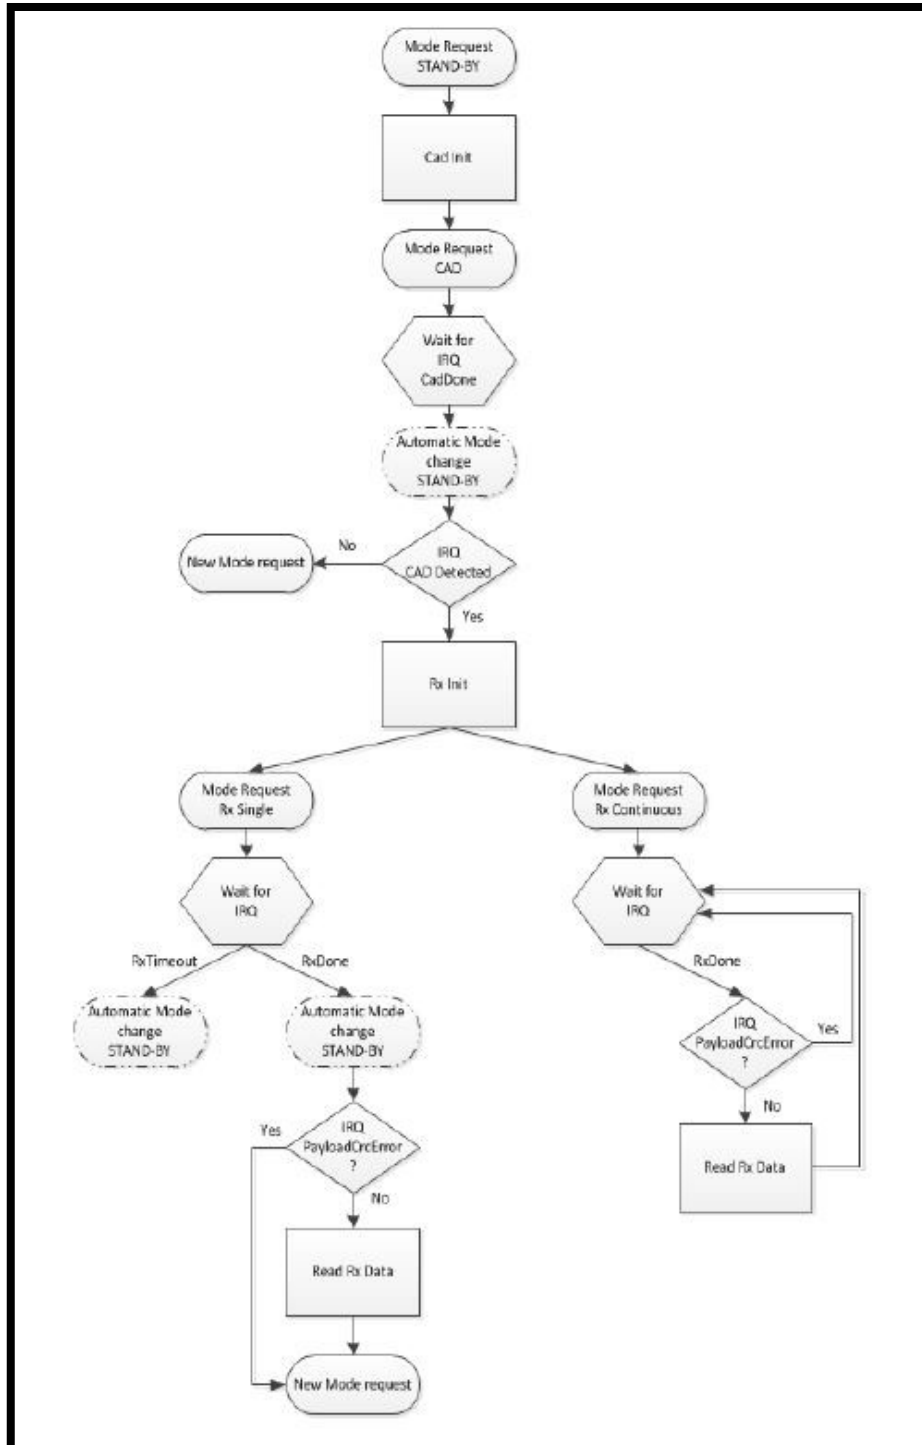 Mode Request
STAND-BY
Cad Init
Mode Request
CAD
Wait for
IRQ
CadDone
Automatic Mode
change
STAND-BY
IRQ
CAD Detected
No
New Mode request
Yes
Rx Init
Mode Request
Rx Single
Mode Request
Rx Continuous
Wait for
IRQ
Wait for
IRQ
RxTimeout
RxDone
RxDone
Automatic Mode
change
STAND-BY
Automatic Mode
change
STAND-BY
IRQ
PayloadCrcError
?
Yes
No
Read Rx Data
IRQ
PayloadCrcError
?
Yes
No
Read Rx Data
New Mode request